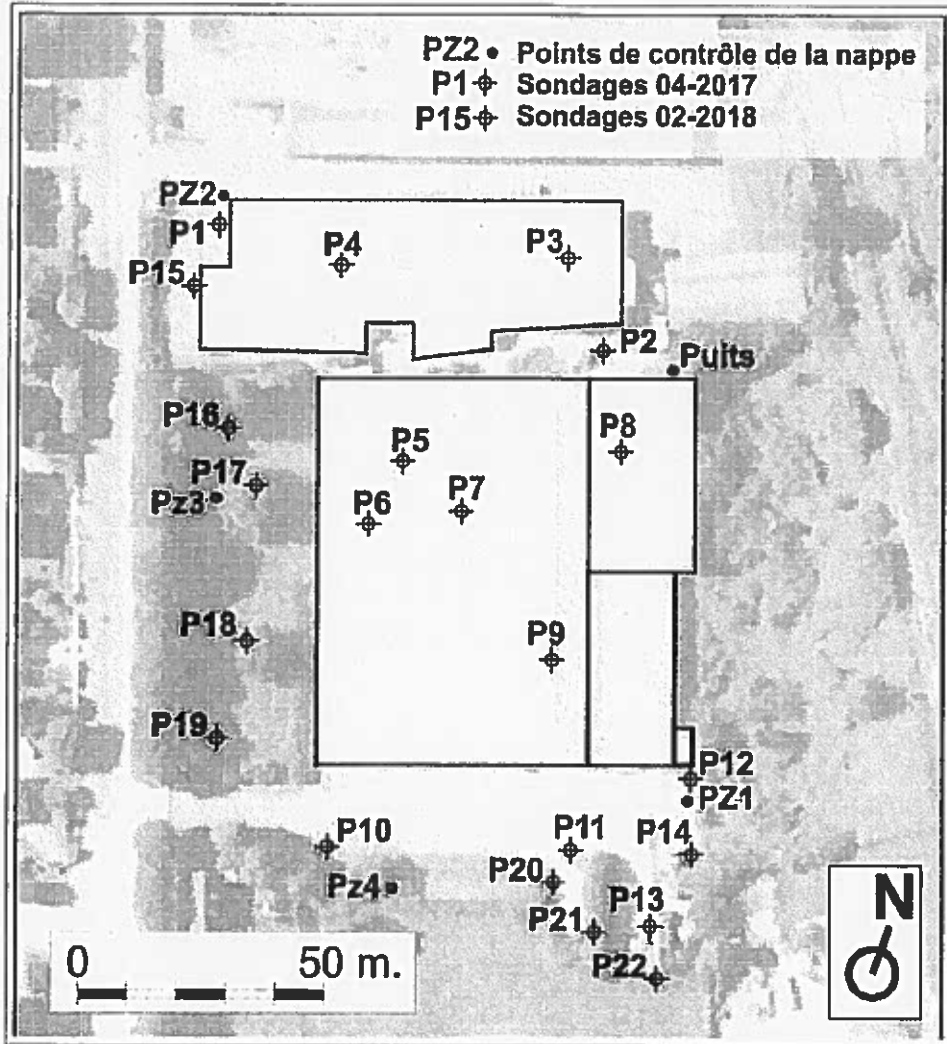 PZ2 Points de contrôle de la nappe
P1 Sondages 04-2017
P15 Sondages 02-2018
PZ2
P1
P4
P3
P15
P2
Puits
P16
P5
P8
P17
Pz3
P6
P7
P18
P9
P19
P12
PZ1
P10
P11
P14
P20
Pz4
P13
P21
P22
N
0 50 m.